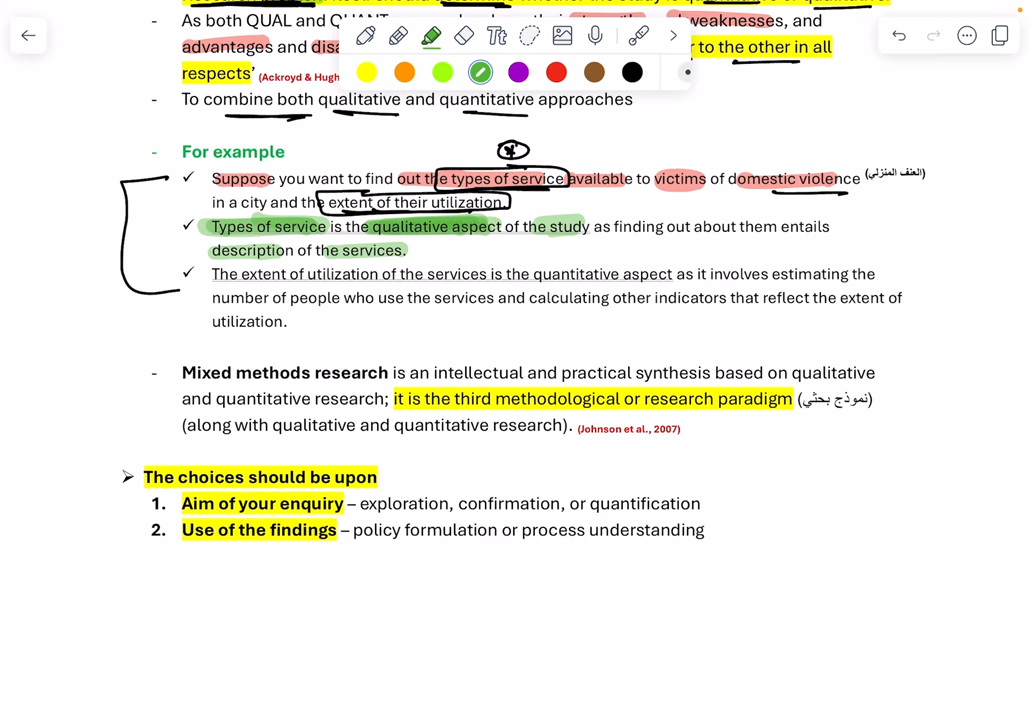 - As both QUAL and QUANT weaknesses, and
advantages and to the other in all
respects' (Ackroyd & Hugh
- To combine both qualitative and quantitative approaches
- For example
✓ Suppose you want to find out the types of service available to victims of domestic violence (العنف المنزلي)
in a city and the extent of their utilization.
✓ Types of service is the qualitative aspect of the study as finding out about them entails
description of the services.
✓ The extent of utilization of the services is the quantitative aspect as it involves estimating the
number of people who use the services and calculating other indicators that reflect the extent of
utilization.
- Mixed methods research is an intellectual and practical synthesis based on qualitative
and quantitative research; it is the third methodological or research paradigm (نموذج بحثي)
(along with qualitative and quantitative research). (Johnson et al., 2007)
➢ The choices should be upon
1. Aim of your enquiry – exploration, confirmation, or quantification
2. Use of the findings – policy formulation or process understanding